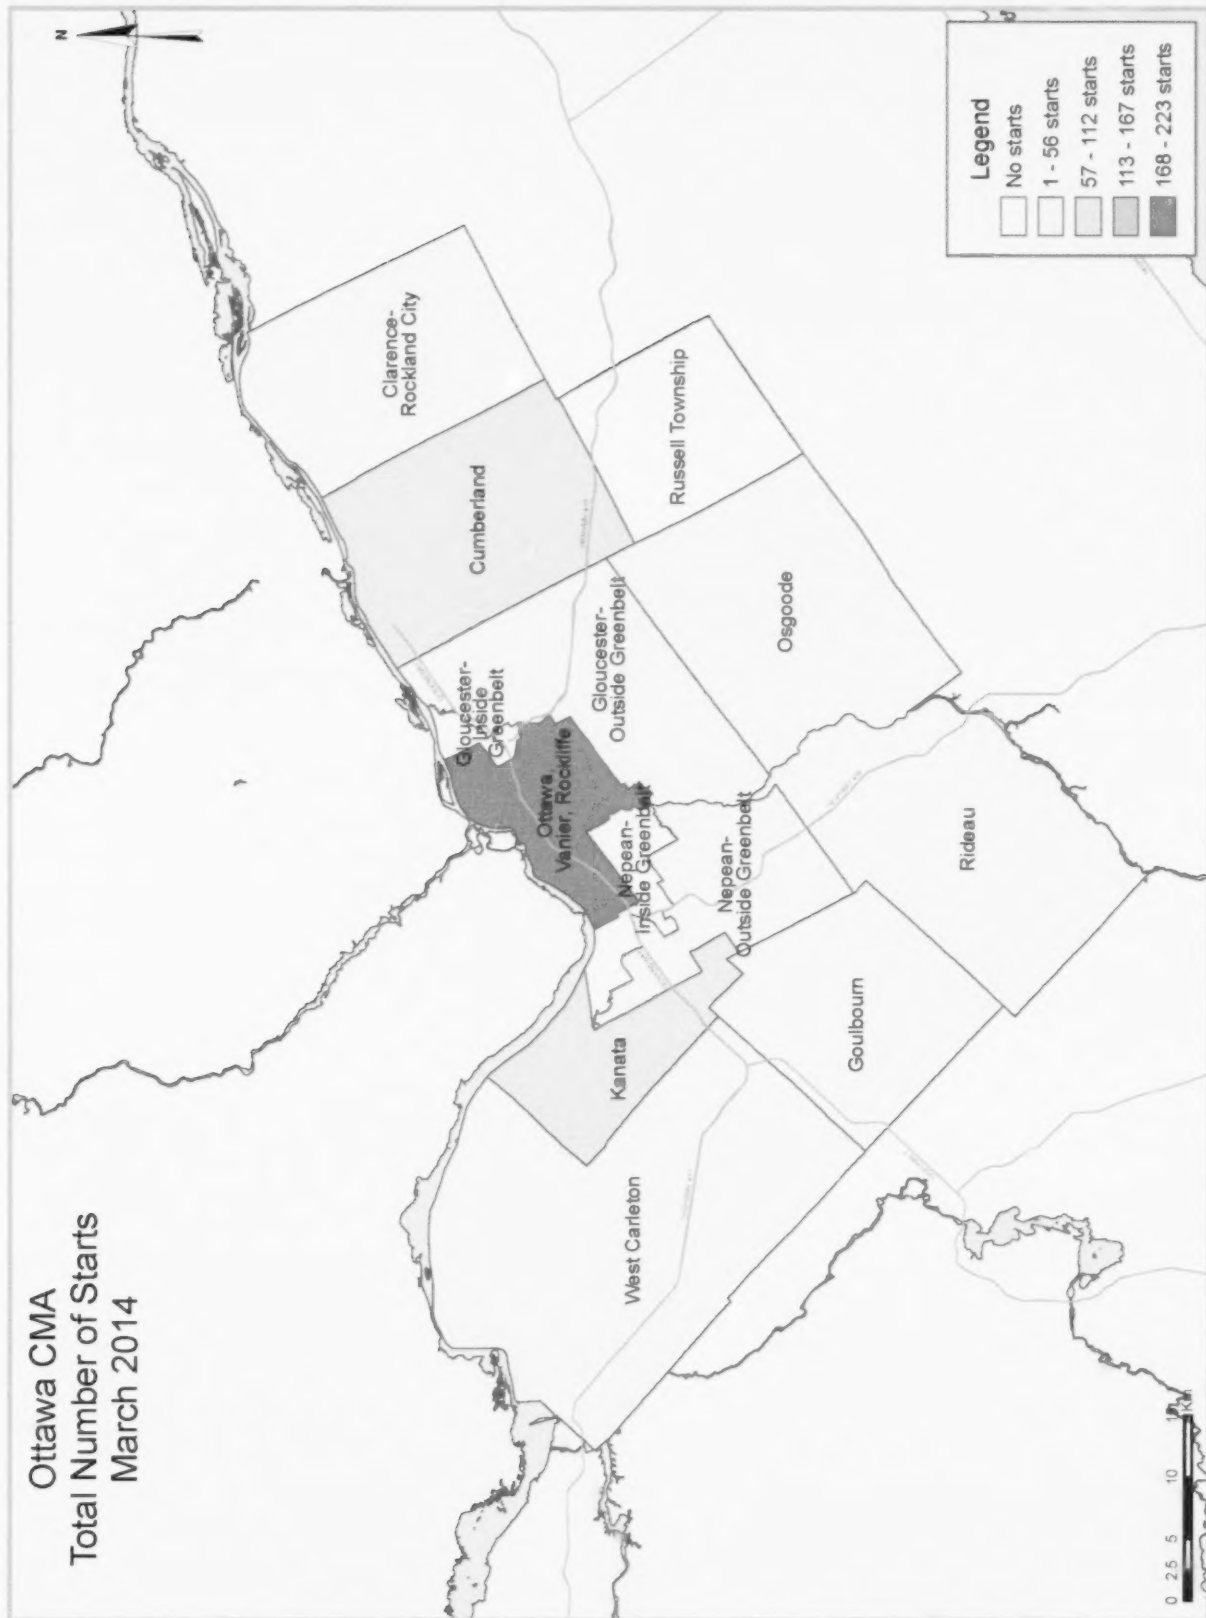 Ottawa CMA
Total Number of Starts
March 2014
N
West Carleton
Kanata
Goulbourn
Rideau
Nepean-
Inside Greenbelt
Nepean-
Outside Greenbelt
Ottawa
Vanier, Rockliffe
Gloucester-
Inside
Greenbelt
Gloucester-
Outside Greenbelt
Osgoode
Cumberland
Russell Township
Clarence-
Rockland City
Legend
No starts
1 - 56 starts
57 - 112 starts
113 - 167 starts
168 - 223 starts
0 2.5 5 10
Km